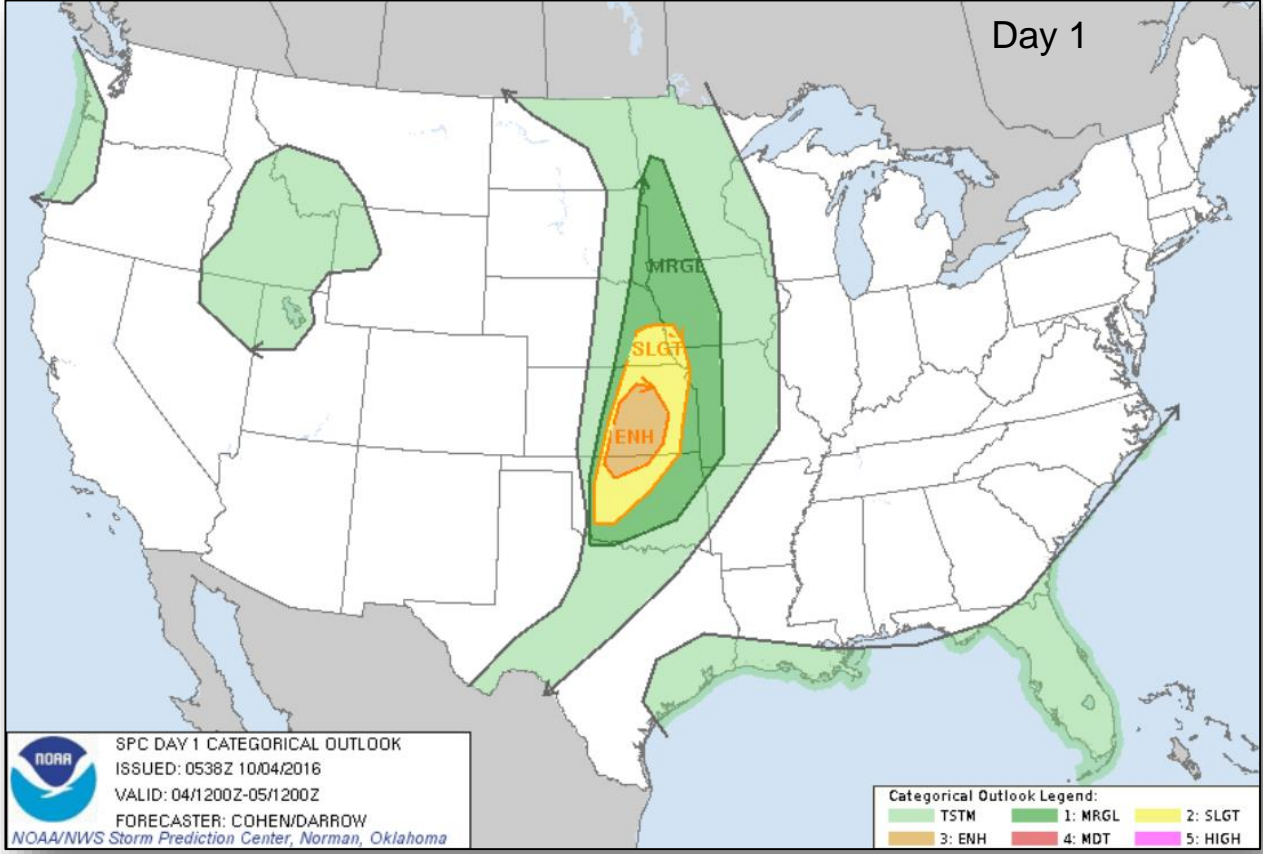 Day 1
MRGL
SLGT
ENH
NOAA
SPC DAY 1 CATEGORICAL OUTLOOK
ISSUED: 0538Z 10/04/2016
VALID: 04/1200Z-05/1200Z
FORECASTER: COHEN/DARROW
NOAA/NWS Storm Prediction Center, Norman, Oklahoma
Categorical Outlook Legend:
TSTM 1: MRGL 2: SLGT
3: ENH 4: MDT 5: HIGH